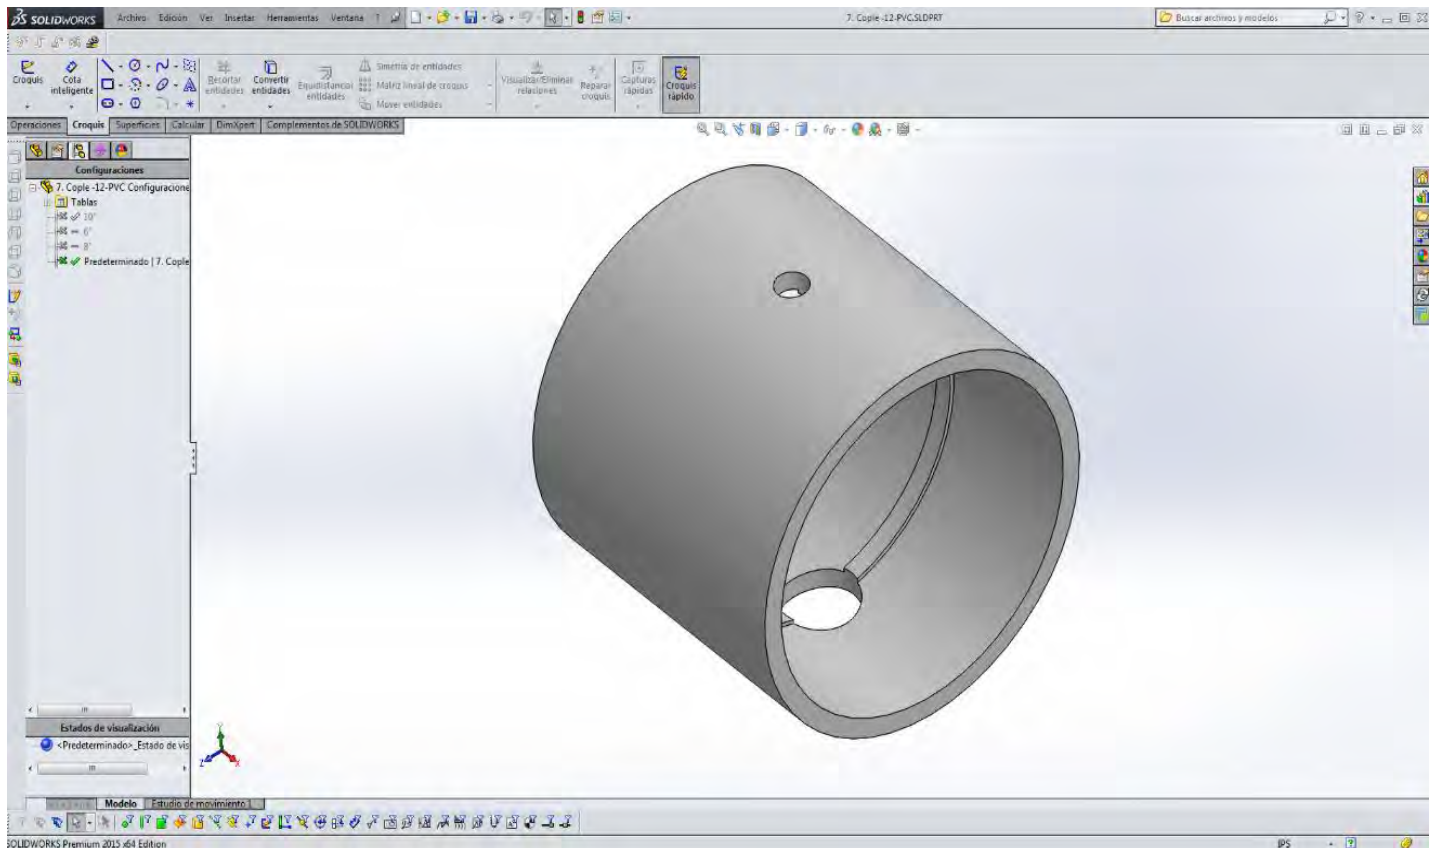 SOLIDWORKS Archivo Edición Ver Insertar Herramientas Ventana ? 7. Cople -12-PVC.SLDPRT Buscar archivos y modelos
Croquis
Cota inteligente
Recortar entidades
Convertir entidades
Equidistanciar entidades
Simetría de entidades
Matriz lineal de croquis
Mover entidades
Visualizar/Eliminar relaciones
Reparar croquis
Capturas rápidas
Croquis rápido
Operaciones Croquis Superficies Calcular DimXpert Complementos de SOLIDWORKS
Configuraciones
7. Cople -12-PVC Configuracione
Tablas
10"
6"
8"
Predeterminado [ 7. Cople
Estados de visualización
<Predeterminado>_Estado de vis
Y
Z
X
Modelo Estudio de movimiento 1
SOLIDWORKS Premium 2015 x64 Edition IPS